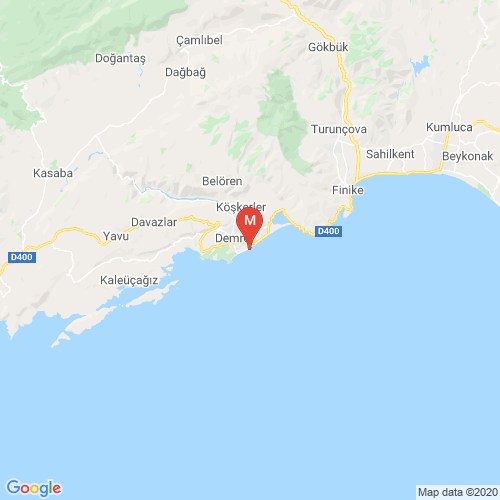 Çamlıbel
Gökbük
Doğantaş
Dağbağ
Turunçova
Kumluca
Sahilkent
Beykonak
Kasaba
Belören
Finike
Köşkerler
M
Davazlar
Yavu
D400
D400
Kaleüçağız
Google
Map data ©2020